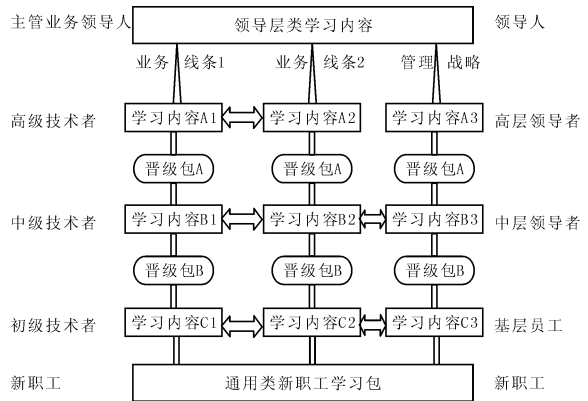 主管业务领导人 领导层类学习内容 领导人
业务 线条1 业务 线条2 管理 战略
高级技术者 学习内容A1 学习内容A2 学习内容A3 高层领导者
晋级包A 晋级包A 晋级包A
中级技术者 学习内容B1 学习内容B2 学习内容B3 中层领导者
晋级包B 晋级包B 晋级包B
初级技术者 学习内容C1 学习内容C2 学习内容C3 基层员工
新职工 通用类新职工学习包 新职工